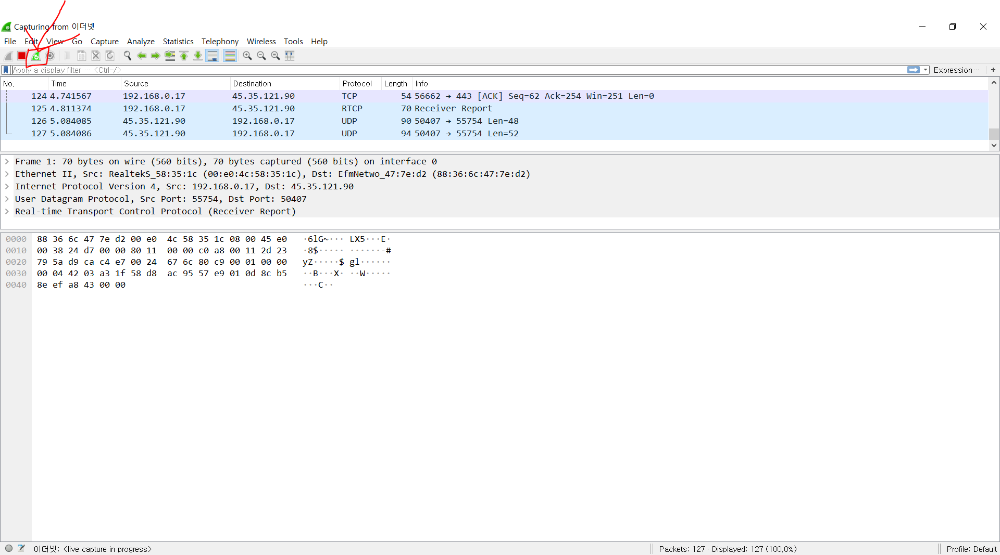 Capturing from 이더넷
File Edit View Go Capture Analyze Statistics Telephony Wireless Tools Help
Apply a display filter ··· <Ctrl-/>
Expression··· +
No. Time Source Destination Protocol Length Info
124 4.741567 192.168.0.17 45.35.121.90 TCP 54 56662 → 443 [ACK] Seq=62 Ack=254 Win=251 Len=0
125 4.811374 192.168.0.17 45.35.121.90 RTCP 70 Receiver Report
126 5.084085 45.35.121.90 192.168.0.17 UDP 90 50407 → 55754 Len=48
127 5.084086 45.35.121.90 192.168.0.17 UDP 94 50407 → 55754 Len=52
> Frame 1: 70 bytes on wire (560 bits), 70 bytes captured (560 bits) on interface 0
> Ethernet II, Src: RealtekS_58:35:1c (00:e0:4c:58:35:1c), Dst: EfmNetwo_47:7e:d2 (88:36:6c:47:7e:d2)
> Internet Protocol Version 4, Src: 192.168.0.17, Dst: 45.35.121.90
> User Datagram Protocol, Src Port: 55754, Dst Port: 50407
> Real-time Transport Control Protocol (Receiver Report)
0000 88 36 6c 47 7e d2 00 e0 4c 58 35 1c 08 00 45 e0 ·6lG~··· LX5···E·
0010 00 38 24 d7 00 00 80 11 00 00 c0 a8 00 11 2d 23 ·8$····· ······-#
0020 79 5a d9 ca c4 e7 00 24 67 6c 80 c9 00 01 00 00 yZ·····$ gl······
0030 00 04 42 03 a3 1f 58 d8 ac 95 57 e9 01 0d 8c b5 ··B···X· ··W·····
0040 8e ef a8 43 00 00 ···C··
이더넷: <live capture in progress>
Packets: 127 · Displayed: 127 (100,0%)
Profile: Default